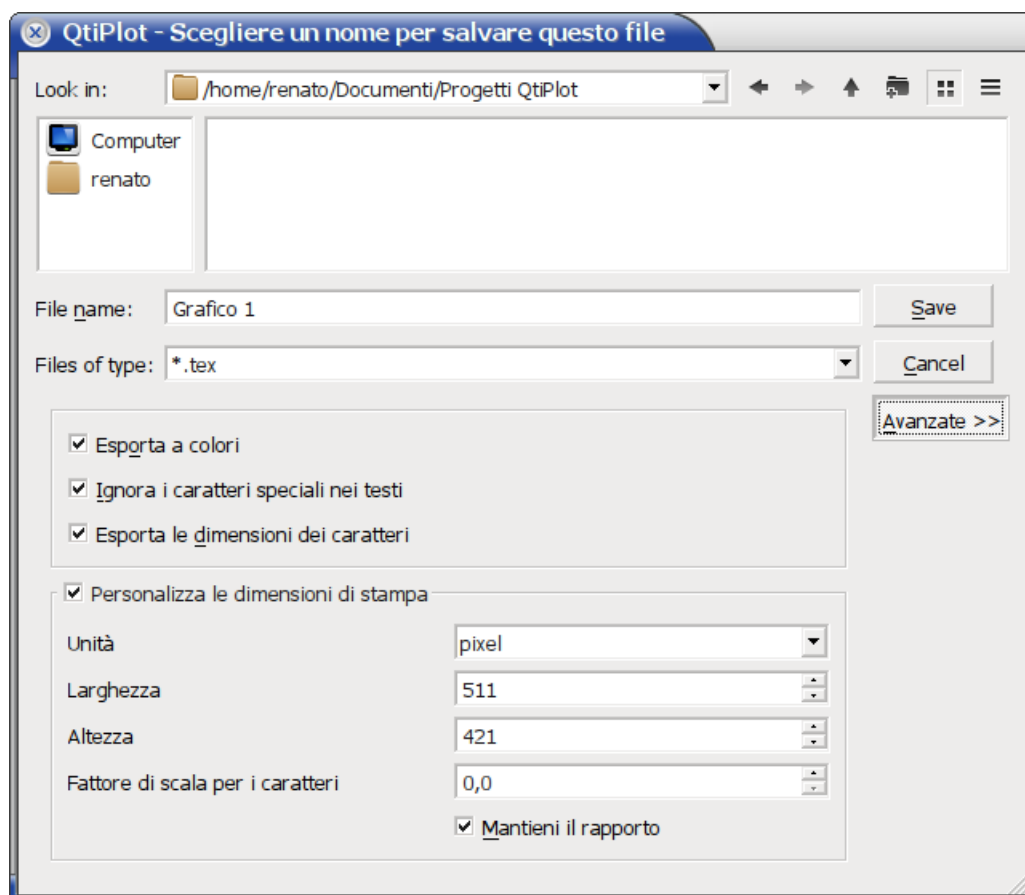 QtiPlot - Scegliere un nome per salvare questo file
Look in: /home/renato/Documenti/Progetti QtiPlot
Computer
renato
File name: Grafico 1 Save
Files of type: *.tex Cancel
Avanzate >>
Esporta a colori
Ignora i caratteri speciali nei testi
Esporta le dimensioni dei caratteri
Personalizza le dimensioni di stampa
Unità pixel
Larghezza 511
Altezza 421
Fattore di scala per i caratteri 0,0
Mantieni il rapporto